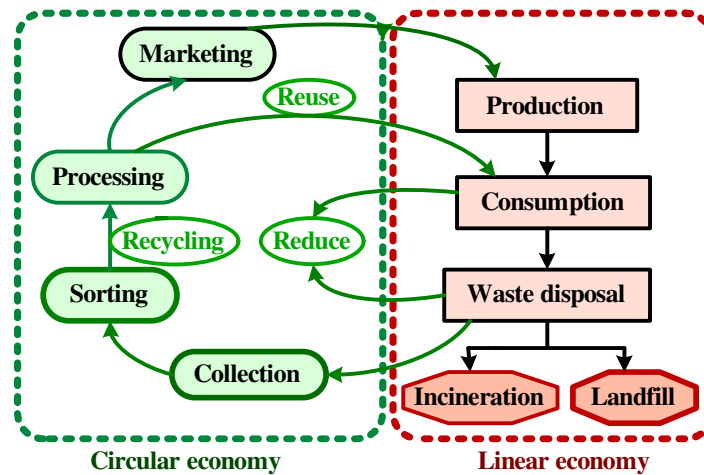 Marketing
Reuse
Production
Processing
Consumption
Recycling
Reduce
Sorting
Waste disposal
Collection
Incineration
Landfill
Circular economy
Linear economy